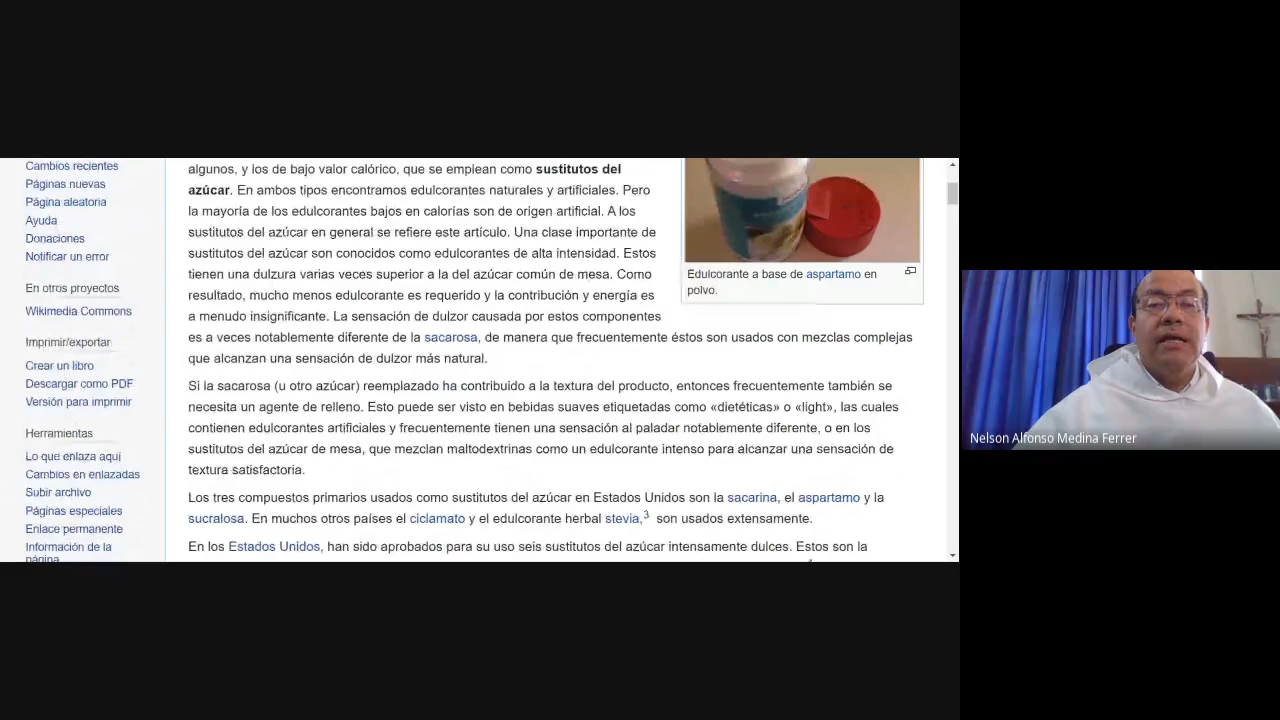 Cambios recientes
Páginas nuevas
Página aleatoria
Ayuda
Donaciones
Notificar un error
En otros proyectos
Wikimedia Commons
Imprimir/exportar
Crear un libro
Descargar como PDF
Versión para imprimir
Herramientas
Lo que enlaza aquí
Cambios en enlazadas
Subir archivo
Páginas especiales
Enlace permanente
Información de la
página
algunos, y los de bajo valor calórico, que se emplean como sustitutos del
azúcar. En ambos tipos encontramos edulcorantes naturales y artificiales. Pero
la mayoría de los edulcorantes bajos en calorías son de origen artificial. A los
sustitutos del azúcar en general se refiere este artículo. Una clase importante de
sustitutos del azúcar son conocidos como edulcorantes de alta intensidad. Estos
tienen una dulzura varias veces superior a la del azúcar común de mesa. Como
resultado, mucho menos edulcorante es requerido y la contribución y energía es
a menudo insignificante. La sensación de dulzor causada por estos componentes
es a veces notablemente diferente de la sacarosa, de manera que frecuentemente éstos son usados con mezclas complejas
que alcanzan una sensación de dulzor más natural.
Edulcorante a base de aspartamo en
polvo.
Si la sacarosa (u otro azúcar) reemplazado ha contribuido a la textura del producto, entonces frecuentemente también se
necesita un agente de relleno. Esto puede ser visto en bebidas suaves etiquetadas como «dietéticas» o «light», las cuales
contienen edulcorantes artificiales y frecuentemente tienen una sensación al paladar notablemente diferente, o en los
sustitutos del azúcar de mesa, que mezclan maltodextrinas como un edulcorante intenso para alcanzar una sensación de
textura satisfactoria.
Los tres compuestos primarios usados como sustitutos del azúcar en Estados Unidos son la sacarina, el aspartamo y la
sucralosa. En muchos otros países el ciclamato y el edulcorante herbal stevia,3 son usados extensamente.
En los Estados Unidos, han sido aprobados para su uso seis sustitutos del azúcar intensamente dulces. Estos son la
Nelson Alfonso Medina Ferrer